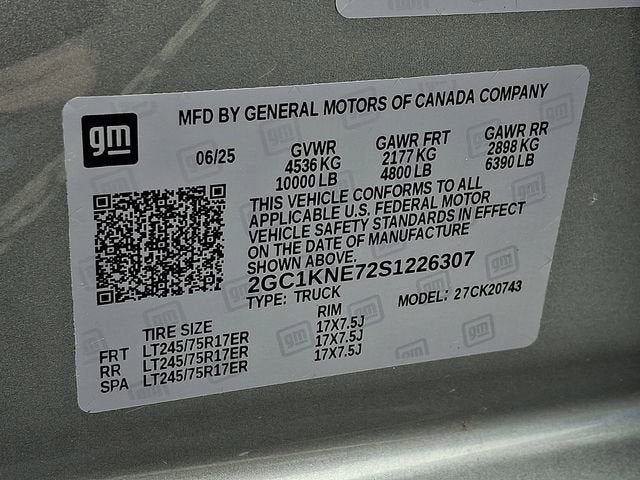 MFD BY GENERAL MOTORS OF CANADA COMPANY
gm
06/25
GVWR GAWR FRT GAWR RR
4536 KG 2177 KG 2898 KG
10000 LB 4800 LB 6390 LB
THIS VEHICLE CONFORMS TO ALL
APPLICABLE U.S. FEDERAL MOTOR
VEHICLE SAFETY STANDARDS IN EFFECT
ON THE DATE OF MANUFACTURE
SHOWN ABOVE.
2GC1KNE72S1226307
TYPE: TRUCK MODEL: 27CK20743
TIRE SIZE RIM
FRT LT245/75R17ER 17X7.5J
RR LT245/75R17ER 17X7.5J
SPA LT245/75R17ER 17X7.5J